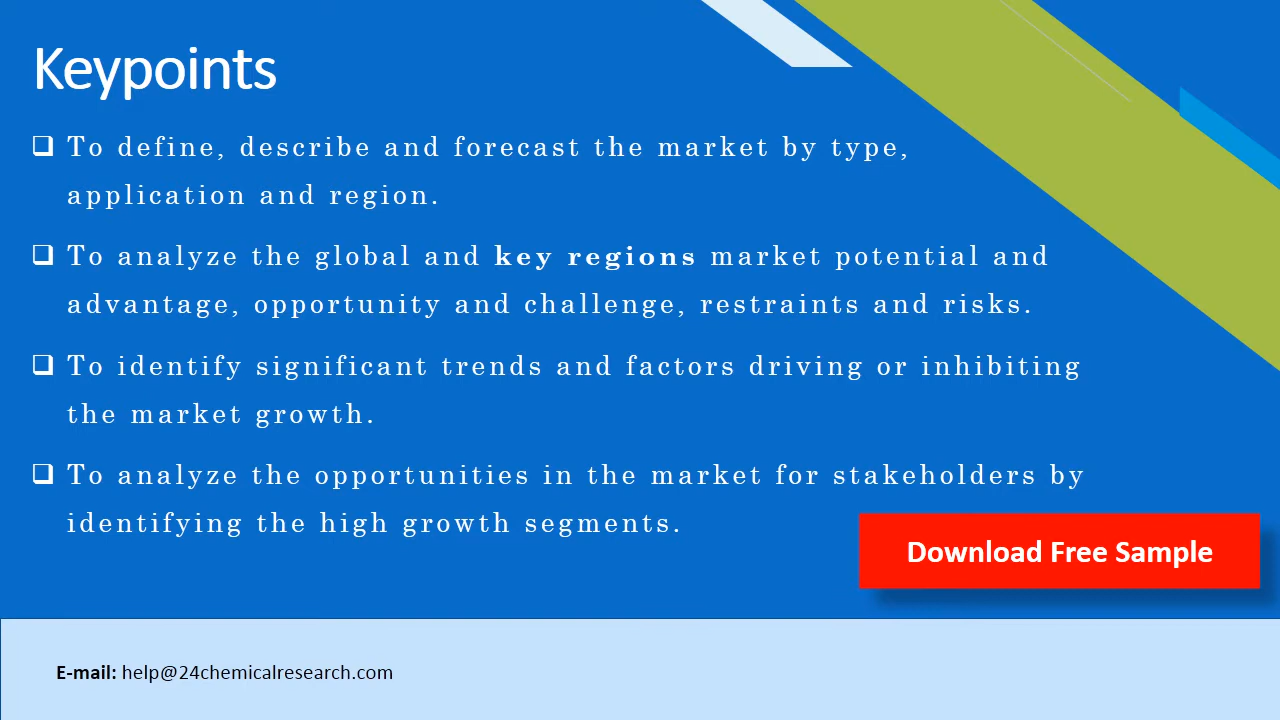 Keypoints
❑ To define, describe and forecast the market by type,
application and region.
❑ To analyze the global and key regions market potential and
advantage, opportunity and challenge, restraints and risks.
❑ To identify significant trends and factors driving or inhibiting
the market growth.
❑ To analyze the opportunities in the market for stakeholders by
identifying the high growth segments.
Download Free Sample
E-mail: help@24chemicalresearch.com